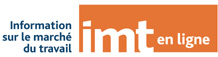 Information
sur le marché
du travail
imt en ligne